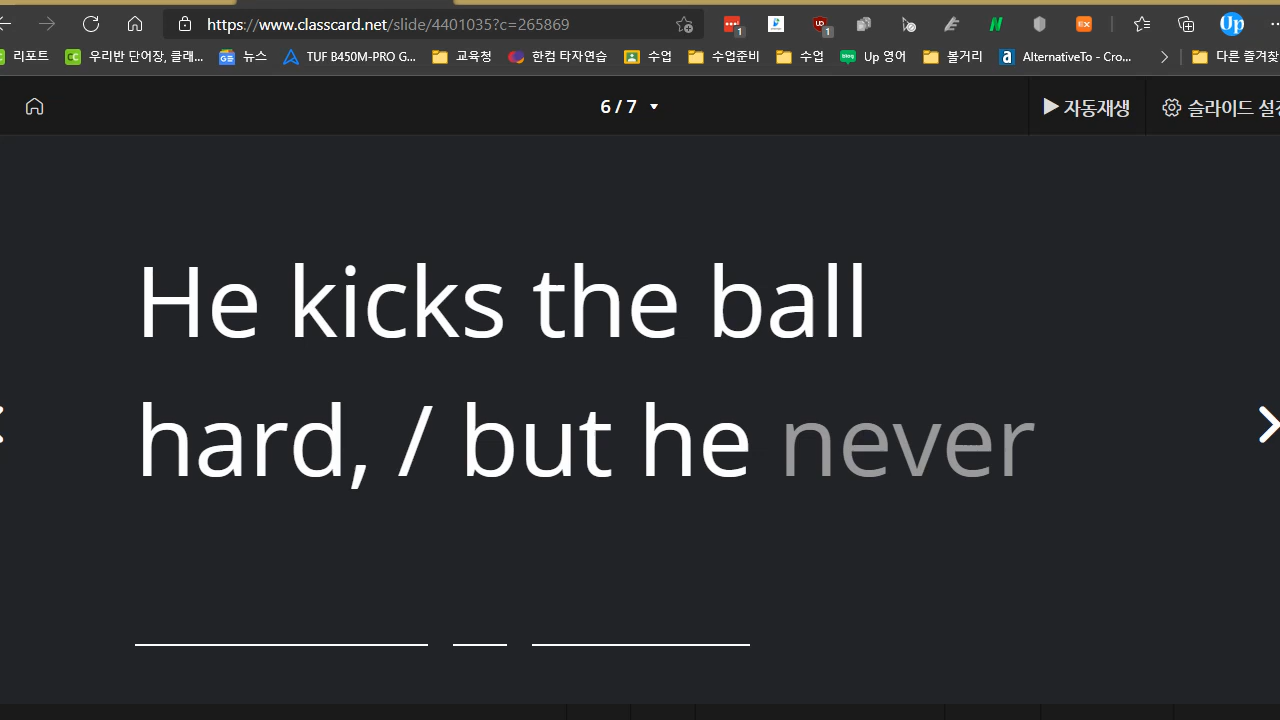 https://www.classcard.net/slide/4401035?c=265869
리포트 우리반 단어장, 클래... 뉴스 TUF B450M-PRO G... 교육청 한컴 타자연습 수업 수업준비 수업 Up 영어 볼거리 AlternativeTo - Cro... 다른 즐겨찾
6 / 7 자동재생 슬라이드 설정
He kicks the ball
hard, / but he never